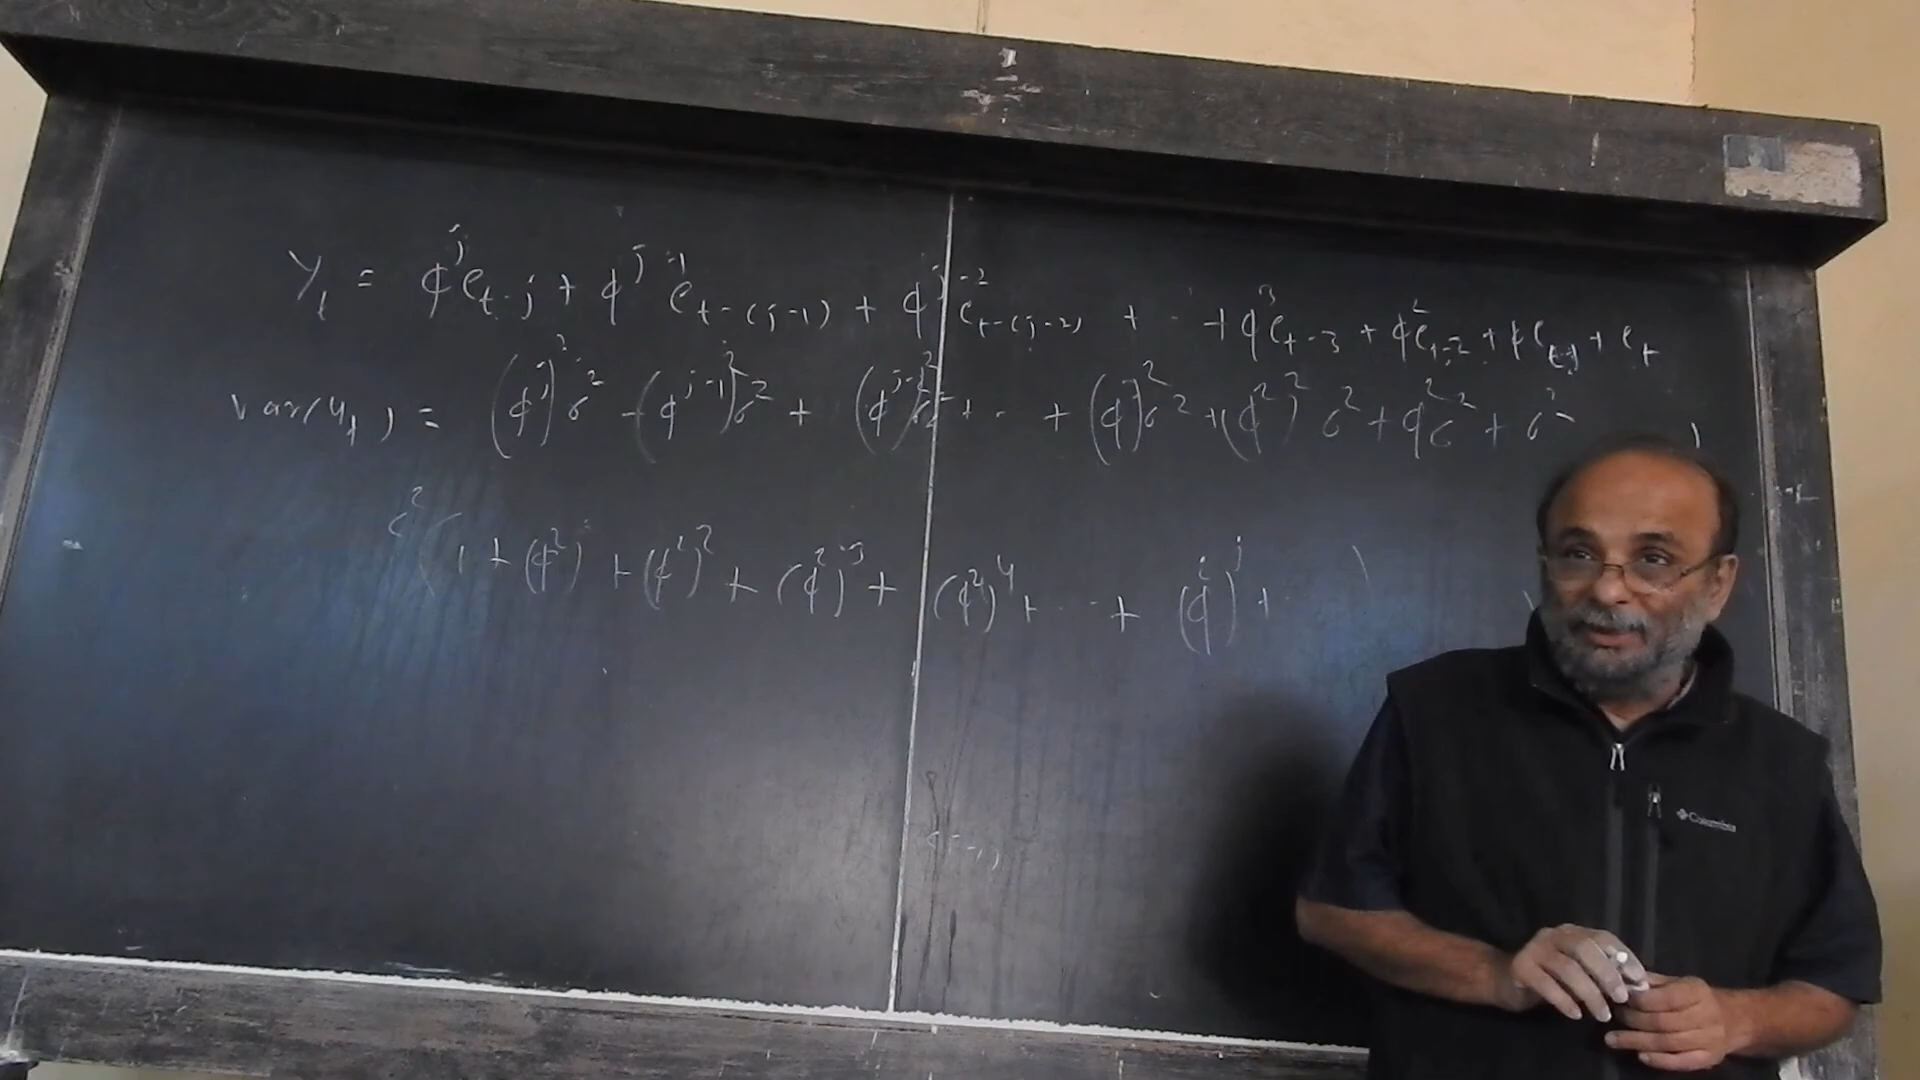 Y_t = ϕ^j e_{t-j} + ϕ^{j-1} e_{t-(j-1)} + ϕ^{j-2} e_{t-(j-2)} + · · + ϕ^3 e_{t-3} + ϕ^2 e_{t-2} + ϕ e_{t-1} + e_t
var(y_t) = (ϕ^j)^2 σ^2 + (ϕ^{j-1})^2 σ^2 + (ϕ^{j-2})^2 σ^2 + · · + (ϕ^3)^2 σ^2 + (ϕ^2)^2 σ^2 + ϕ^2 σ^2 + σ^2
σ^2 ( 1 + (ϕ^2) + (ϕ^2)^2 + (ϕ^2)^3 + (ϕ^2)^4 + · · + (ϕ^2)^j + )
Columbia